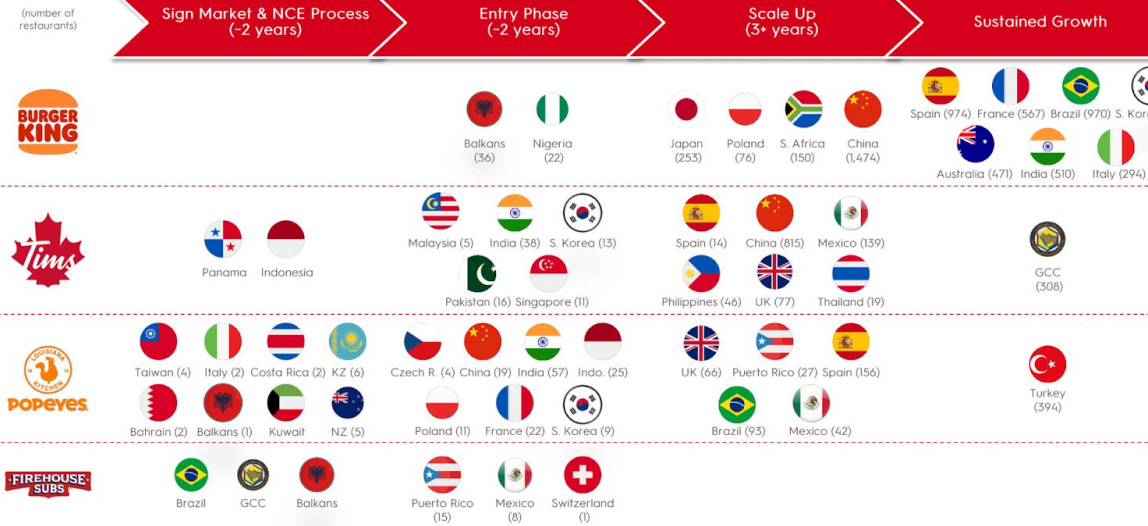 (number of
restaurants)
Sign Market & NCE Process
(~2 years)
Entry Phase
(~2 years)
Scale Up
(3+ years)
Sustained Growth
BURGER
KING
Balkans
(36)
Nigeria
(22)
Japan
(253)
Poland
(76)
S. Africa
(150)
China
(1,474)
Spain (974) France (567) Brazil (970) S. Kor
Australia (471) India (510) Italy (294)
Tims
Panama Indonesia
Malaysia (5) India (38) S. Korea (13)
Pakistan (16) Singapore (11)
Spain (14) China (815) Mexico (139)
Philippines (46) UK (77) Thailand (19)
GCC
(308)
LOUISIANA
KITCHEN
POPEYES
Taiwan (4) Italy (2) Costa Rica (2) KZ (6)
Bahrain (2) Balkans (1) Kuwait NZ (5)
Czech R. (4) China (19) India (57) Indo. (25)
Poland (11) France (22) S. Korea (9)
UK (66) Puerto Rico (27) Spain (156)
Brazil (93) Mexico (42)
Turkey
(394)
FIREHOUSE
SUBS
Brazil GCC Balkans
Puerto Rico
(15)
Mexico
(8)
Switzerland
(1)